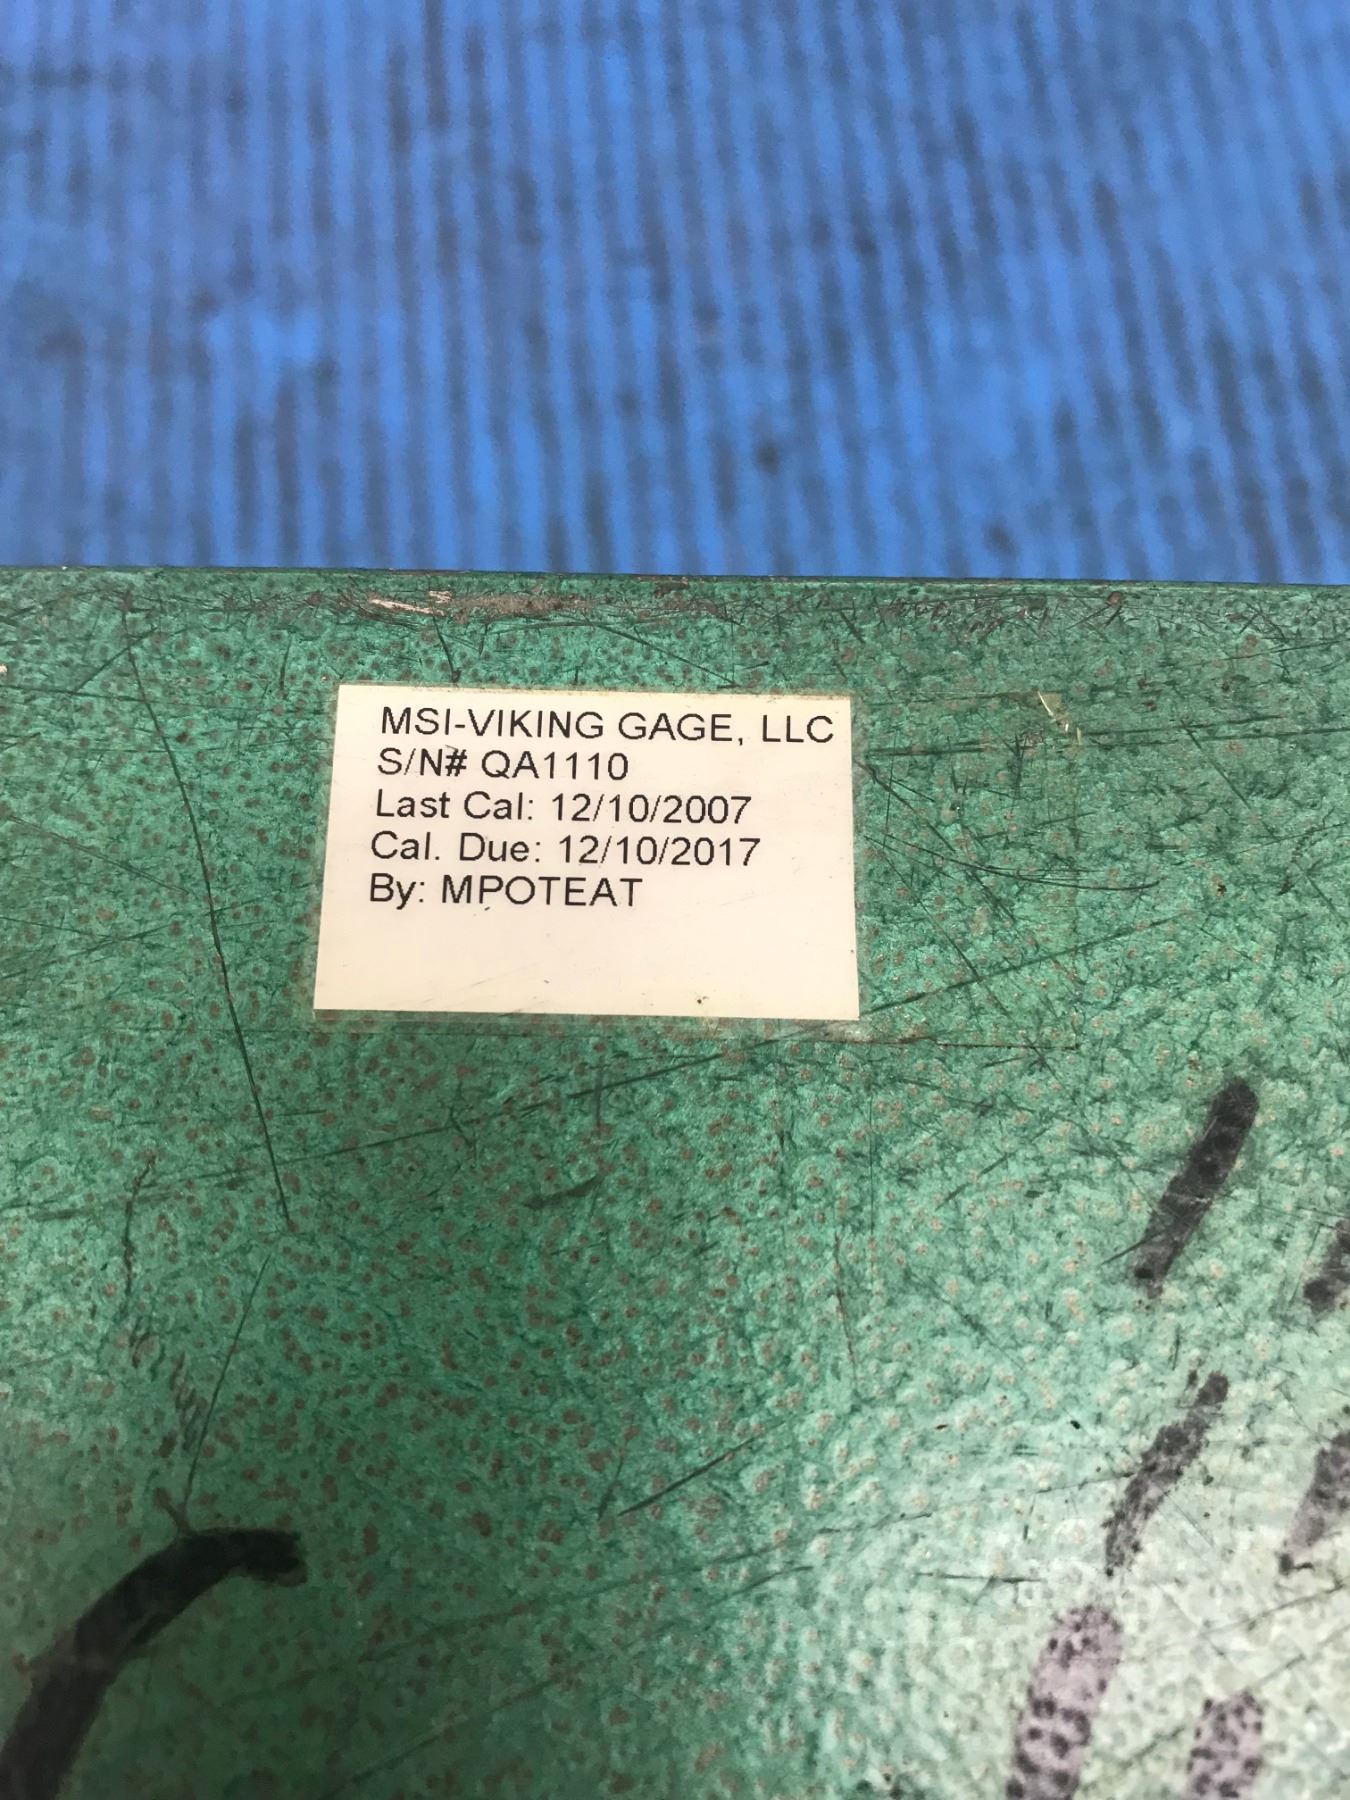 MSI-VIKING GAGE, LLC
S/N# QA1110
Last Cal: 12/10/2007
Cal. Due: 12/10/2017
By: MPOTEAT